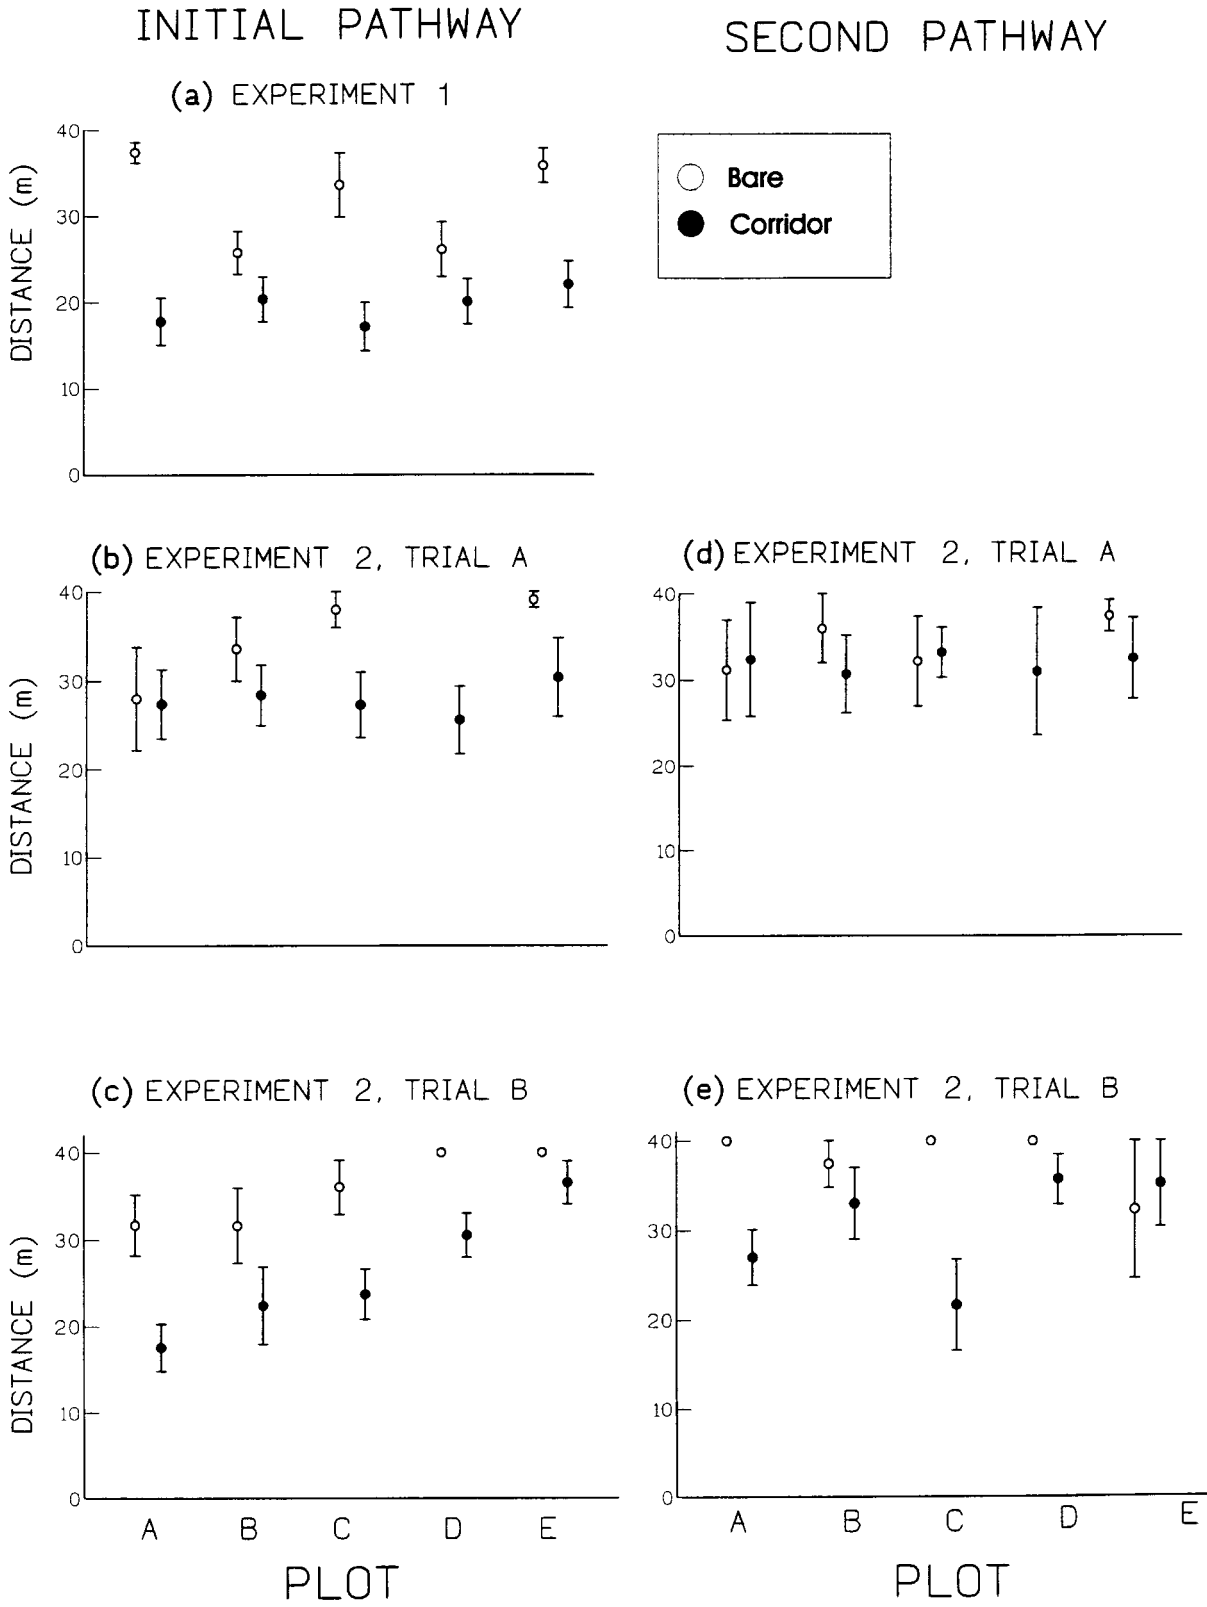 INITIAL PATHWAY
SECOND PATHWAY
(a) EXPERIMENT 1
40
30
20
10
0
DISTANCE (m)
Bare
Corridor
(b) EXPERIMENT 2, TRIAL A
40
30
20
10
0
DISTANCE (m)
(d) EXPERIMENT 2, TRIAL A
40
30
20
10
0
(c) EXPERIMENT 2, TRIAL B
40
30
20
10
0
DISTANCE (m)
A B C D E
PLOT
(e) EXPERIMENT 2, TRIAL B
40
30
20
10
0
A B C D E
PLOT